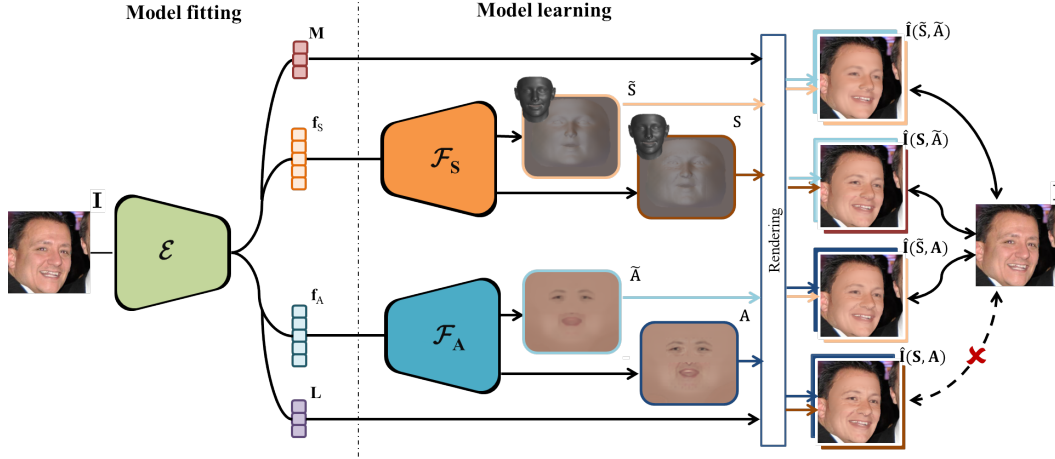 Model fitting
Model learning
M
f_S
f_A
L
I
ℰ
ℱ_S
ℱ_A
S̃
S
Ã
A
Rendering
Î(S̃, Ã)
Î(S, Ã)
Î(S̃, A)
Î(S, A)